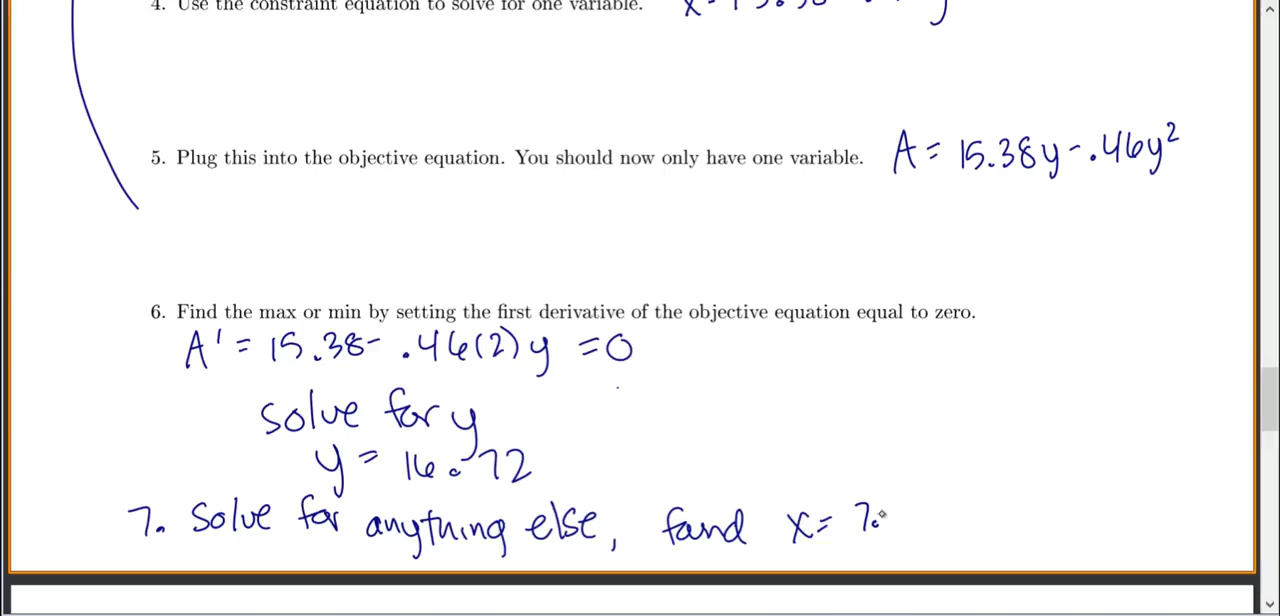 4. Use the constraint equation to solve for one variable.
5. Plug this into the objective equation. You should now only have one variable. A = 15.38y - .46y²
6. Find the max or min by setting the first derivative of the objective equation equal to zero.
A' = 15.38 - .46(2)y = 0
solve for y
y = 16.72
7. Solve for anything else, fand x = 7.